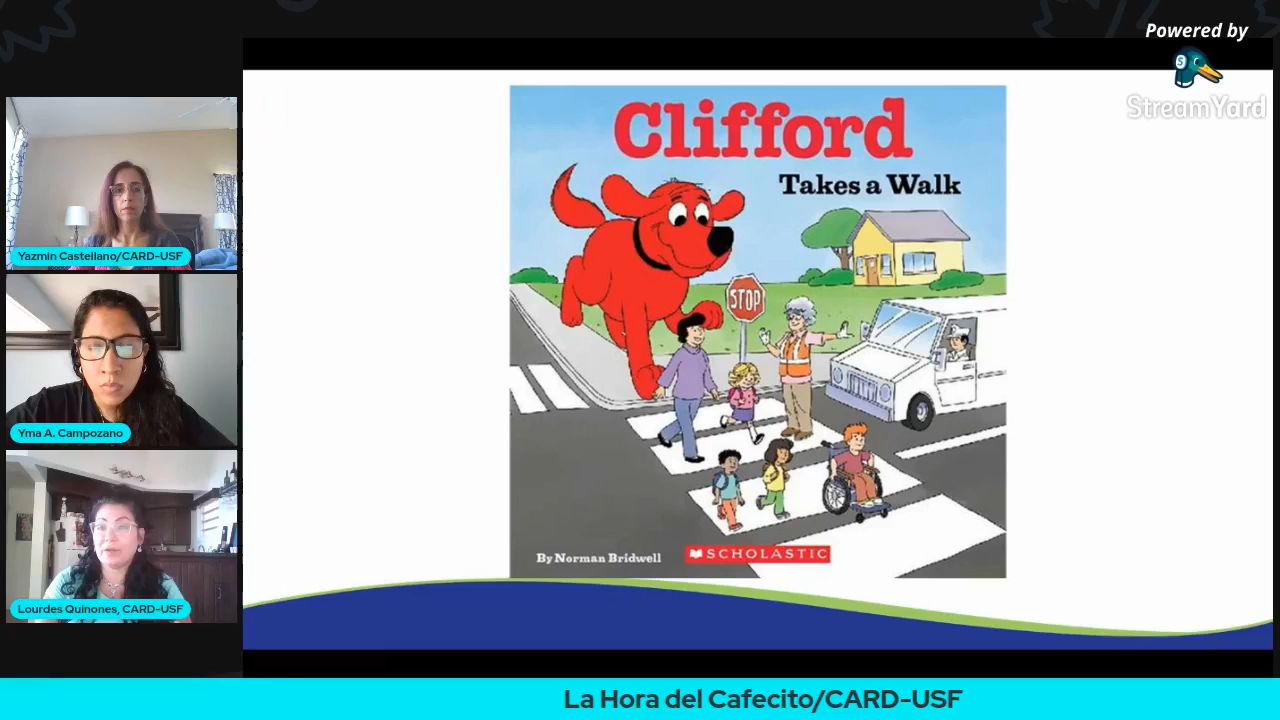 Powered by
StreamYard
Yazmin Castellano/CARD-USF
Yma A. Campozano
Lourdes Quinones, CARD-USF
Clifford
Takes a Walk
STOP
By Norman Bridwell
SCHOLASTIC
La Hora del Cafecito/CARD-USF